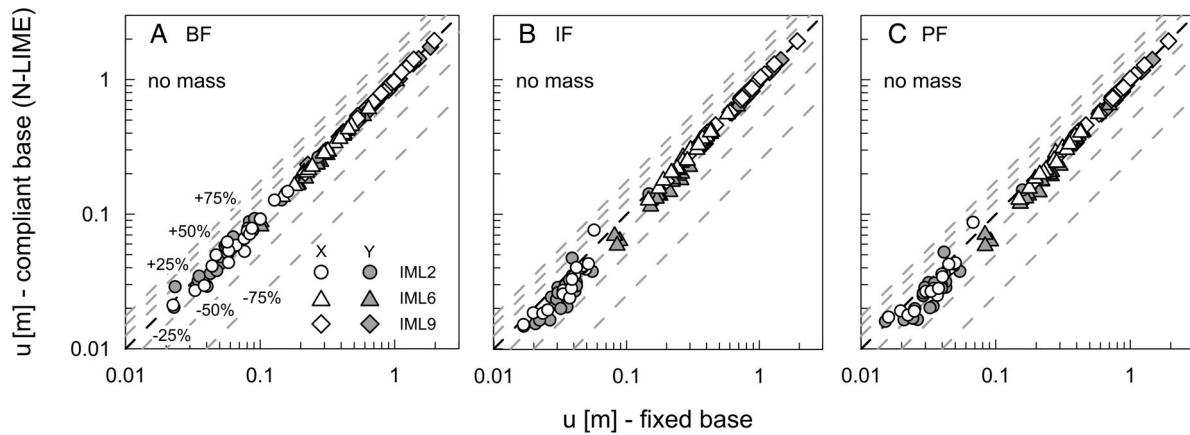 A BF
no mass
B IF
no mass
C PF
no mass
u [m] - compliant base (N-LIME)
1
0.1
0.01
+75%
+50%
+25%
-25%
-50%
-75%
X Y
IML2
IML6
IML9
0.01 0.1 1
0.01 0.1 1
0.01 0.1 1
u [m] - fixed base